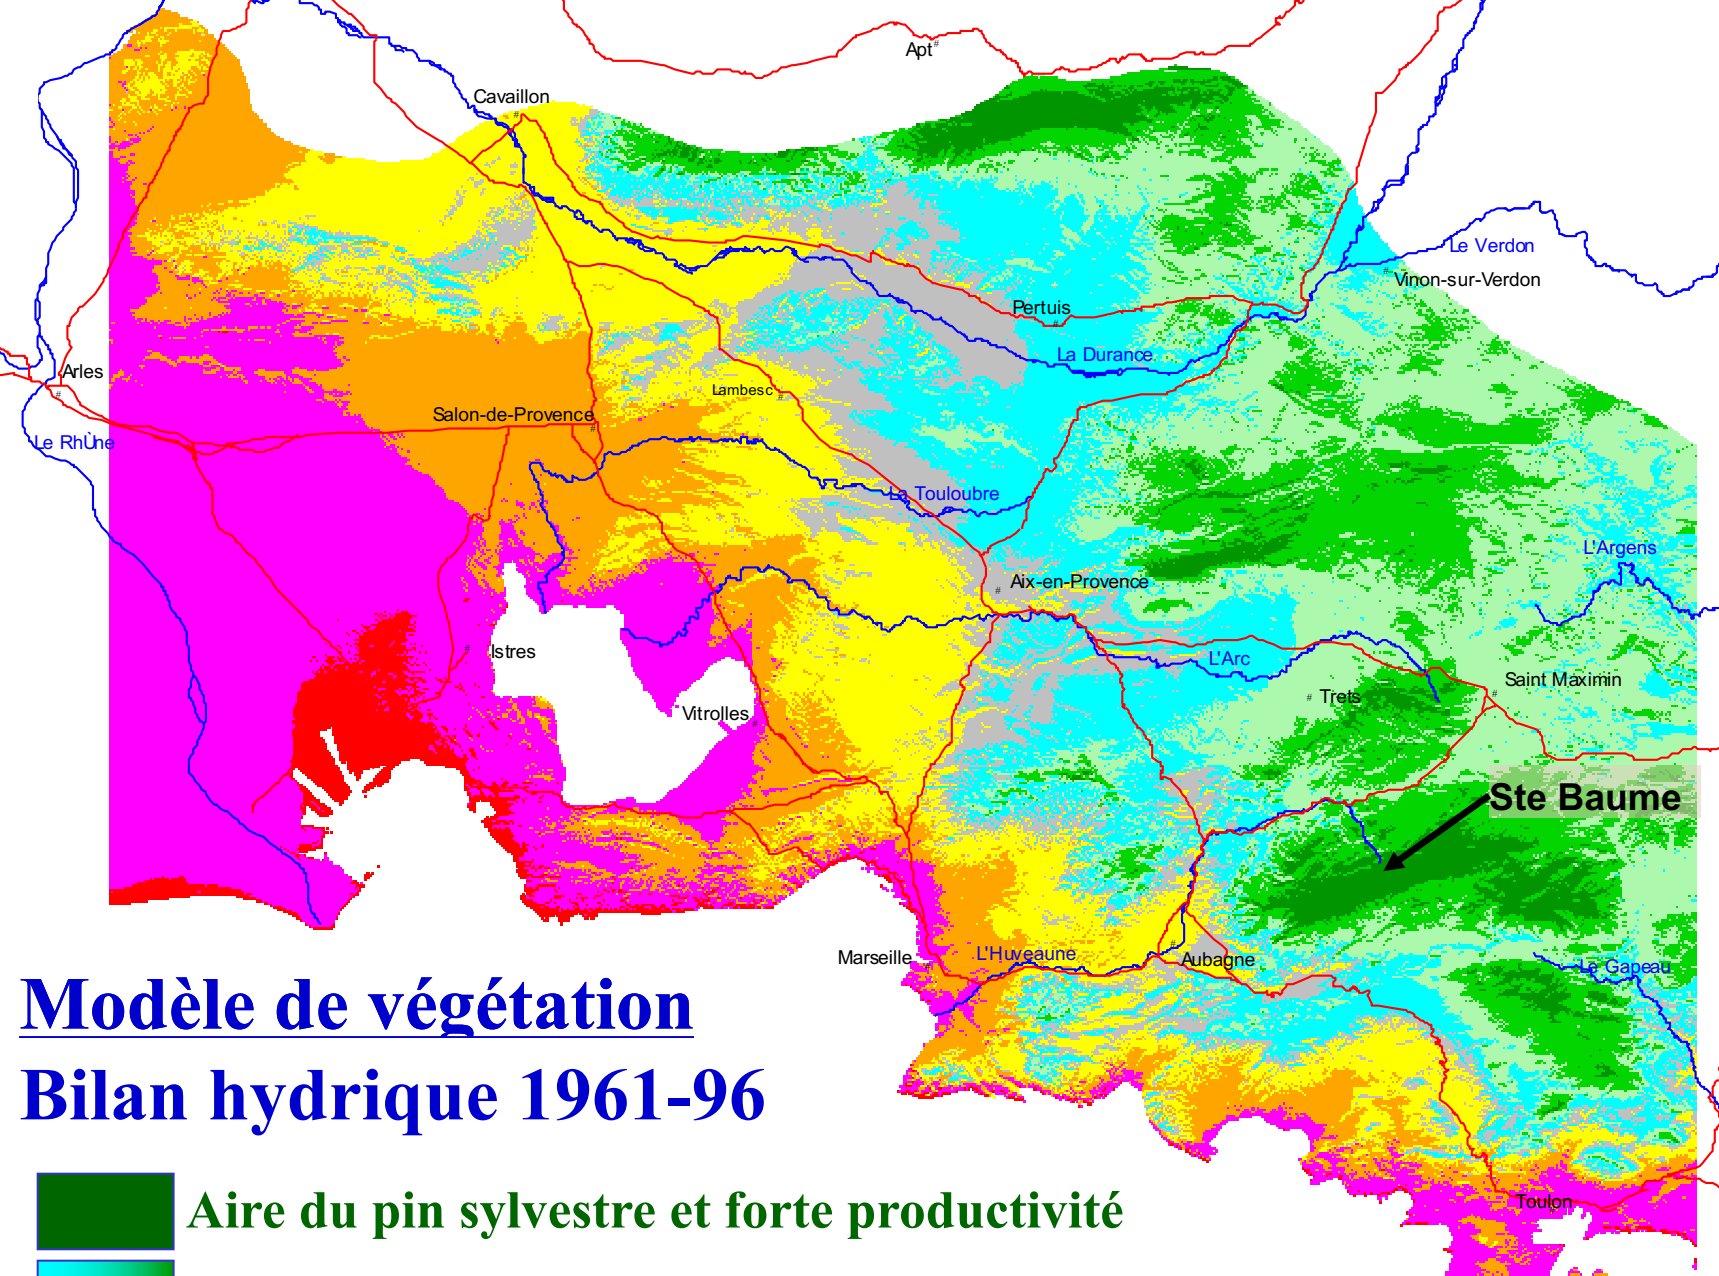 Apt
Cavaillon
Le Verdon
Vinon-sur-Verdon
Pertuis
La Durance
Arles
Lambesc
Salon-de-Provence
Le RhÙne
La Touloubre
L'Argens
Aix-en-Provence
Istres
L'Arc
Saint Maximin
Trets
Vitrolles
Ste Baume
Marseille
L'Huveaune
Aubagne
Le Gapeau
Modèle de végétation
Bilan hydrique 1961-96
Toulon
Aire du pin sylvestre et forte productivité